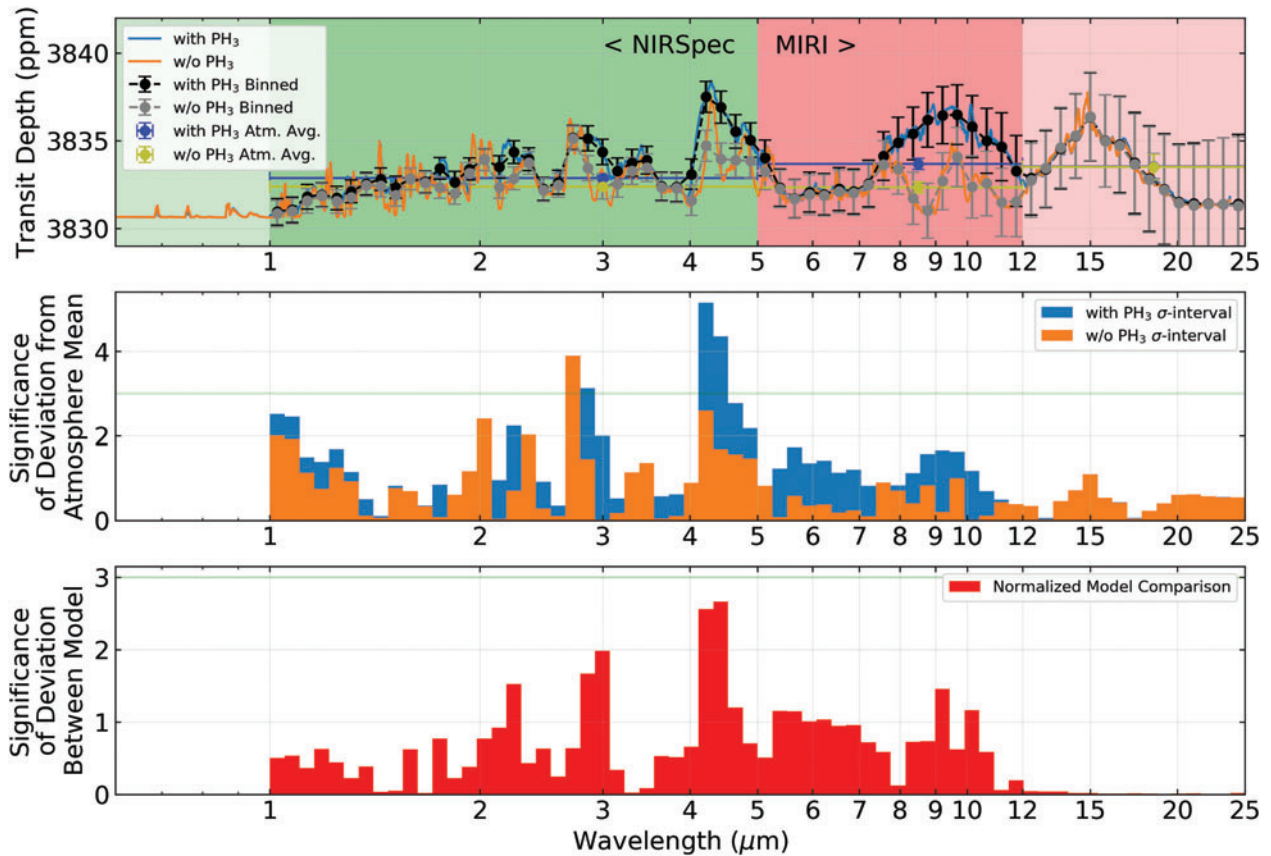 with PH₃
w/o PH₃
with PH₃ Binned
w/o PH₃ Binned
with PH₃ Atm. Avg.
w/o PH₃ Atm. Avg.
< NIRSpec
MIRI >
Transit Depth (ppm)
3840
3835
3830
1 2 3 4 5 6 7 8 9 10 12 15 20 25
with PH₃ σ-interval
w/o PH₃ σ-interval
Significance
of Deviation from
Atmosphere Mean
4
2
0
1 2 3 4 5 6 7 8 9 10 12 15 20 25
Normalized Model Comparison
Significance
of Deviation
Between Model
3
2
1
0
1 2 3 4 5 6 7 8 9 10 12 15 20 25
Wavelength (μm)